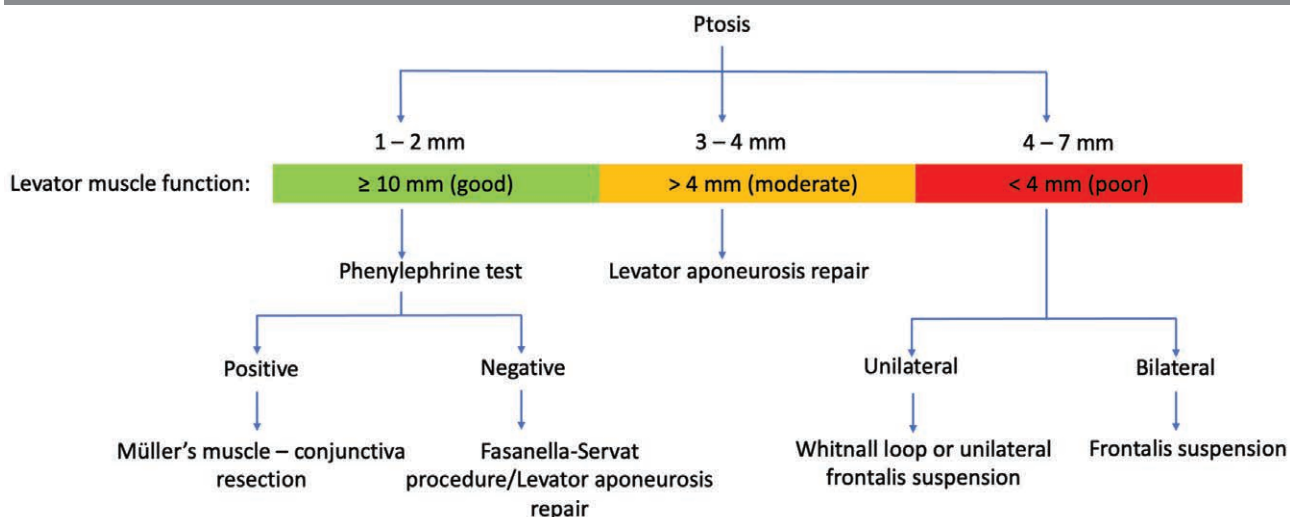 Ptosis
1 – 2 mm
3 – 4 mm
4 – 7 mm
Levator muscle function:
≥ 10 mm (good)
> 4 mm (moderate)
< 4 mm (poor)
Phenylephrine test
Levator aponeurosis repair
Positive
Negative
Unilateral
Bilateral
Müller’s muscle – conjunctiva
resection
Fasanella-Servat
procedure/Levator aponeurosis
repair
Whitnall loop or unilateral
frontalis suspension
Frontalis suspension